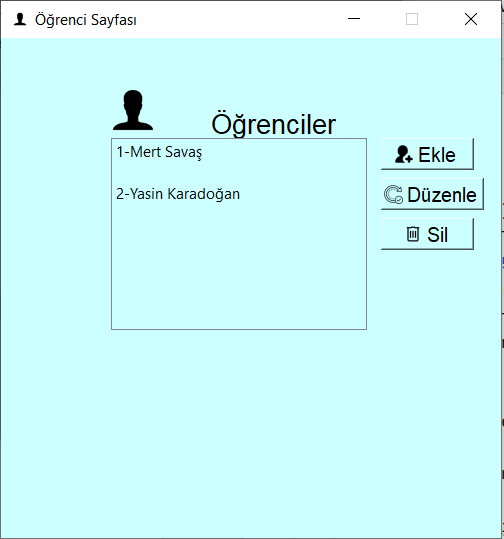 Öğrenci Sayfası
Öğrenciler
1-Mert Savaş
2-Yasin Karadoğan
Ekle
Düzenle
Sil